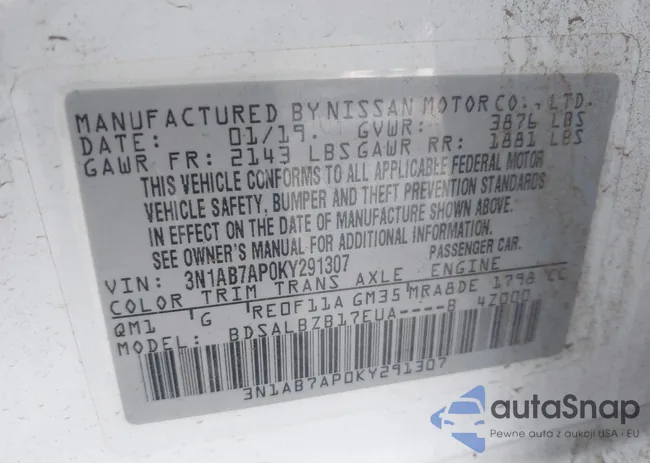 MANUFACTURED BY NISSAN MOTOR CO., LTD.
DATE: 01/19 GVWR: 3876 LBS
GAWR FR: 2143 LBS GAWR RR: 1881 LBS
THIS VEHICLE CONFORMS TO ALL APPLICABLE FEDERAL MOTOR
VEHICLE SAFETY, BUMPER AND THEFT PREVENTION STANDARDS
IN EFFECT ON THE DATE OF MANUFACTURE SHOWN ABOVE.
SEE OWNER'S MANUAL FOR ADDITIONAL INFORMATION.
VIN: 3N1AB7AP0KY291307 PASSENGER CAR.
COLOR TRIM TRANS AXLE ENGINE
QM1 G RE0F11A GM35 MRA8DE 1798 CC
MODEL: BDSALBZB17EUA----B 4Z000
3N1AB7AP0KY291307
autoSnap
Pewne auta z aukcji USA - EU